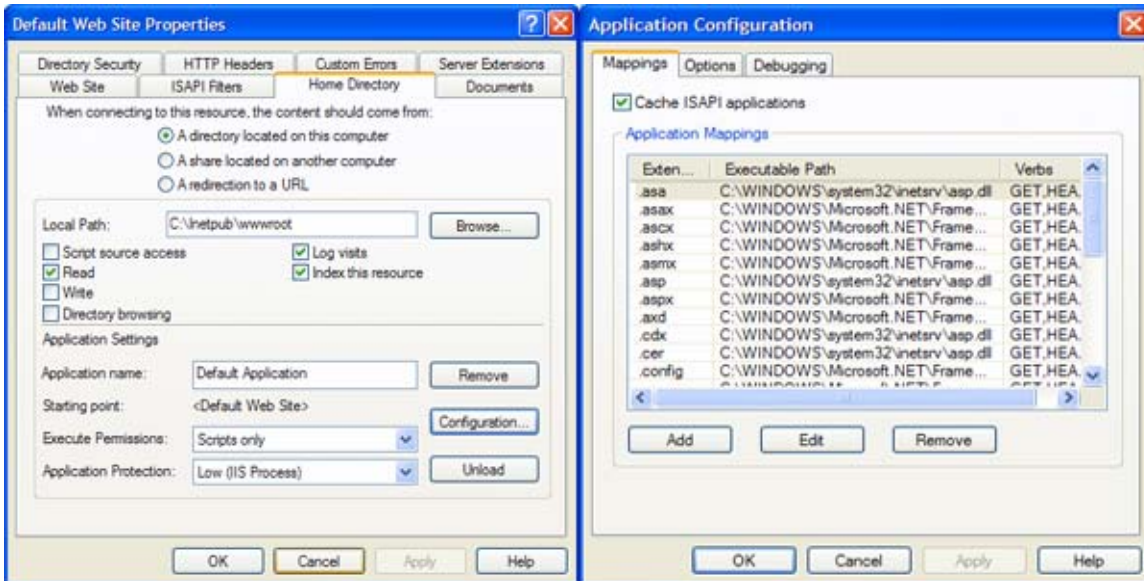 Default Web Site Properties
Directory Security HTTP Headers Custom Errors Server Extensions
Web Site ISAPI Filters Home Directory Documents
When connecting to this resource, the content should come from:
A directory located on this computer
A share located on another computer
A redirection to a URL
Local Path: C:\Inetpub\wwwroot Browse...
Script source access Log visits
Read Index this resource
Write
Directory browsing
Application Settings
Application name: Default Application Remove
Starting point: <Default Web Site>
Configuration...
Execute Permissions: Scripts only
Application Protection: Low (IIS Process) Unload
OK Cancel Apply Help
Application Configuration
Mappings Options Debugging
Cache ISAPI applications
Application Mappings
Exten... Executable Path Verbs
.asa C:\WINDOWS\system32\inetsrv\asp.dll GET,HEA
.asax C:\WINDOWS\Microsoft.NET\Frame... GET,HEA
.ascx C:\WINDOWS\Microsoft.NET\Frame... GET,HEA
.ashx C:\WINDOWS\Microsoft.NET\Frame... GET,HEA
.asmx C:\WINDOWS\Microsoft.NET\Frame... GET,HEA
.asp C:\WINDOWS\system32\inetsrv\asp.dll GET,HEA
.aspx C:\WINDOWS\Microsoft.NET\Frame... GET,HEA
.axd C:\WINDOWS\Microsoft.NET\Frame... GET,HEA
.cdx C:\WINDOWS\system32\inetsrv\asp.dll GET,HEA
.cer C:\WINDOWS\system32\inetsrv\asp.dll GET,HEA
.config C:\WINDOWS\Microsoft.NET\Frame... GET,HEA
Add Edit Remove
OK Cancel Apply Help